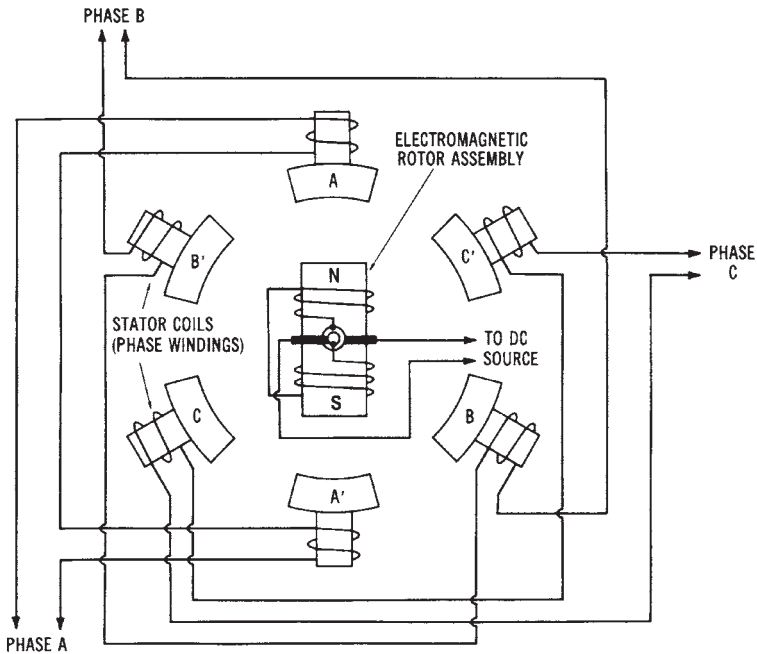 PHASE B
ELECTROMAGNETIC
ROTOR ASSEMBLY
A
B'
C'
PHASE
C
N
STATOR COILS
(PHASE WINDINGS)
TO DC
SOURCE
S
C
B
A'
PHASE A